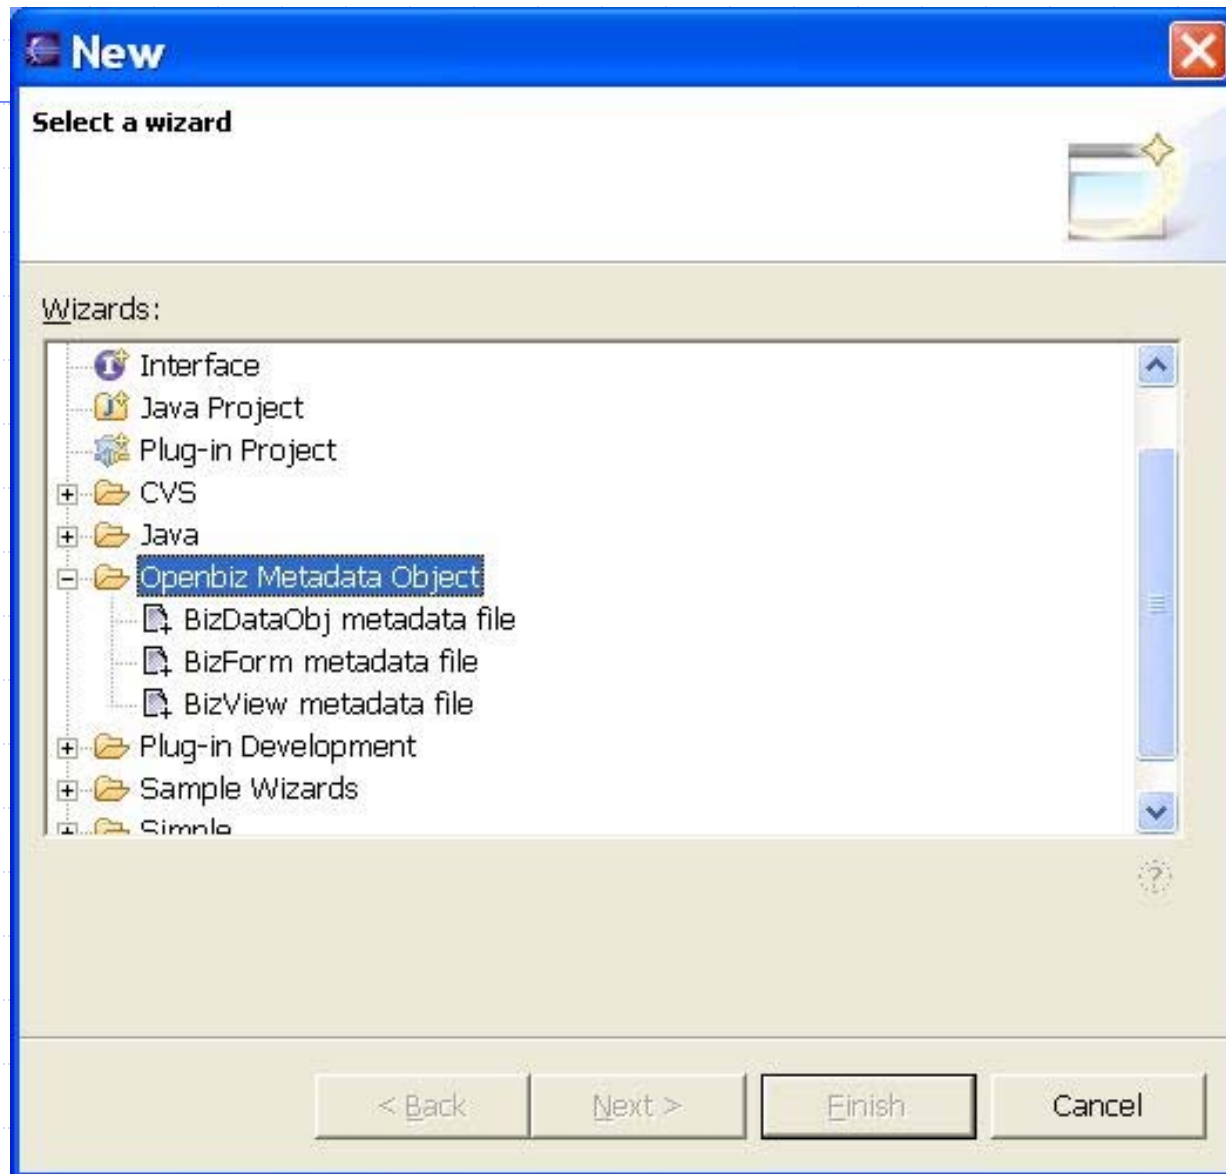 New
Select a wizard
Wizards:
Interface
Java Project
Plug-in Project
CVS
Java
Openbiz Metadata Object
BizDataObj metadata file
BizForm metadata file
BizView metadata file
Plug-in Development
Sample Wizards
Simple
< Back
Next >
Finish
Cancel